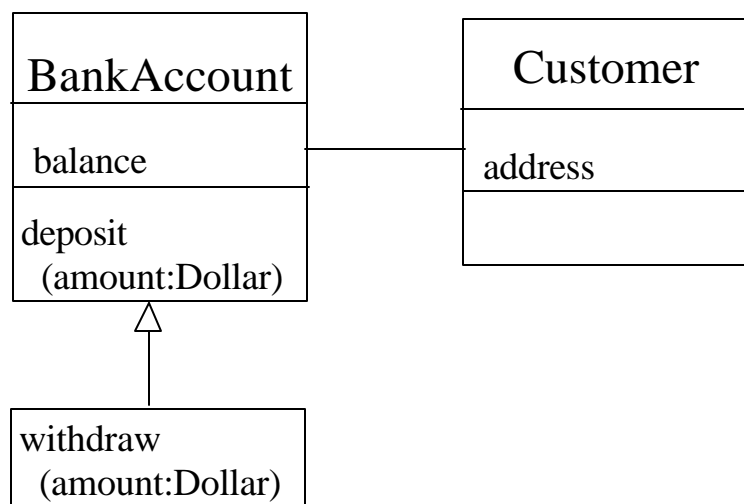 BankAccount
balance
deposit
(amount:Dollar)
Customer
address
withdraw
(amount:Dollar)